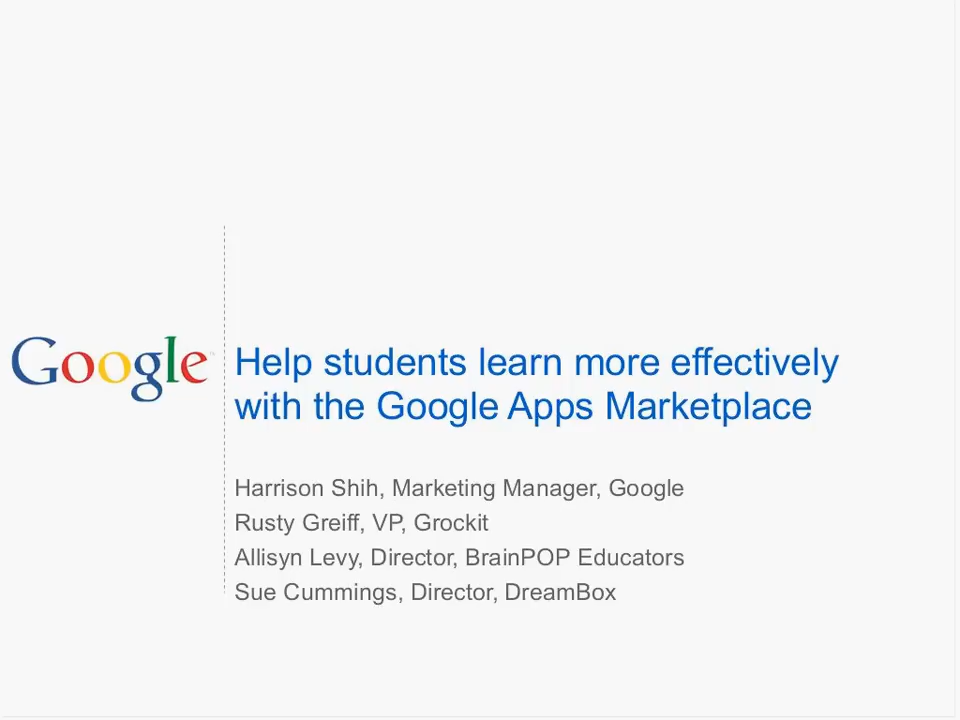 Google
Help students learn more effectively
with the Google Apps Marketplace
Harrison Shih, Marketing Manager, Google
Rusty Greiff, VP, Grockit
Allisyn Levy, Director, BrainPOP Educators
Sue Cummings, Director, DreamBox